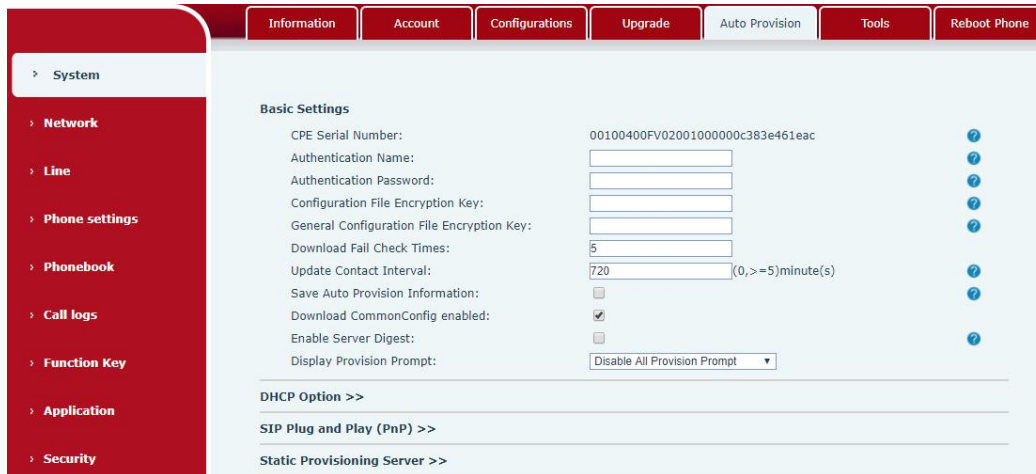 Information Account Configurations Upgrade Auto Provision Tools Reboot Phone
› System
› Network
› Line
› Phone settings
› Phonebook
› Call logs
› Function Key
› Application
› Security
Basic Settings
CPE Serial Number: 00100400FV02001000000c383e461eac
Authentication Name:
Authentication Password:
Configuration File Encryption Key:
General Configuration File Encryption Key:
Download Fail Check Times: 5
Update Contact Interval: 720 (0,>=5)minute(s)
Save Auto Provision Information:
Download CommonConfig enabled:
Enable Server Digest:
Display Provision Prompt: Disable All Provision Prompt
DHCP Option >>
SIP Plug and Play (PnP) >>
Static Provisioning Server >>